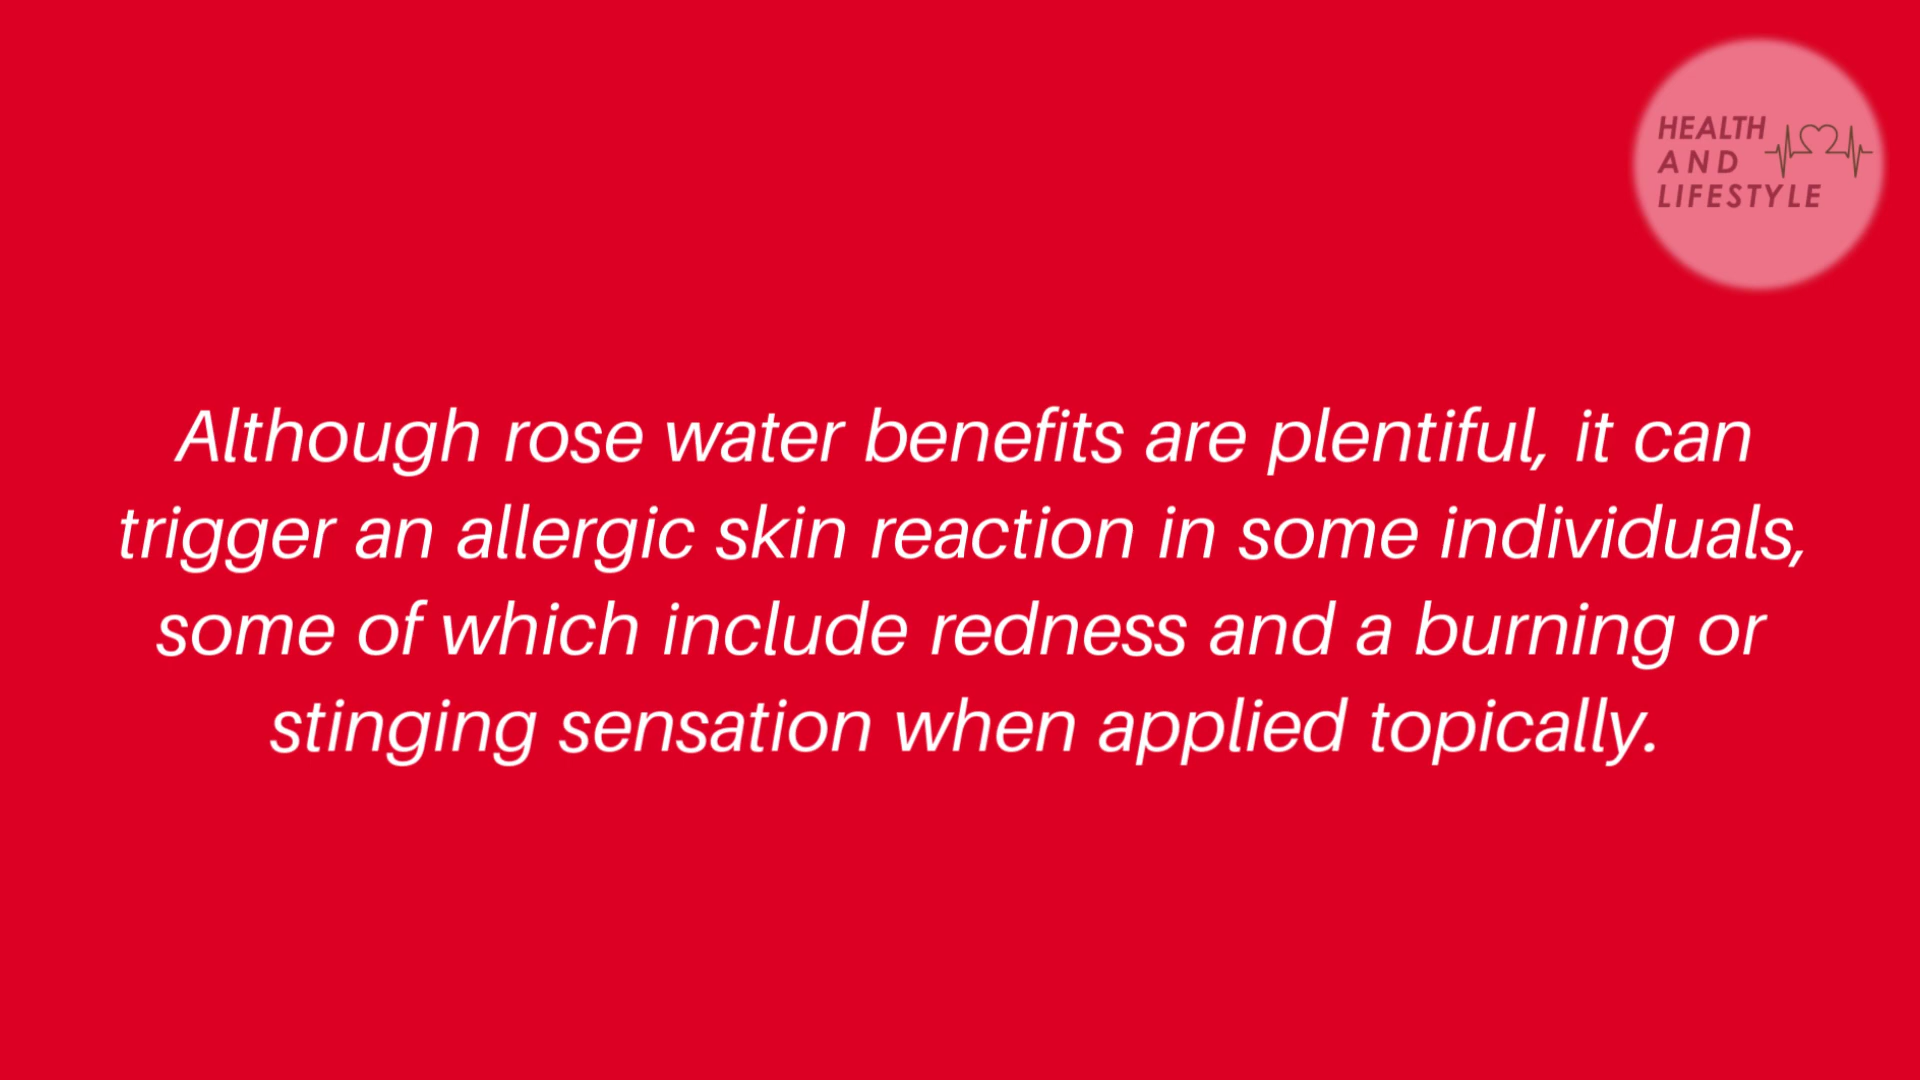 HEALTH
AND
LIFESTYLE
Although rose water benefits are plentiful, it can
trigger an allergic skin reaction in some individuals,
some of which include redness and a burning or
stinging sensation when applied topically.